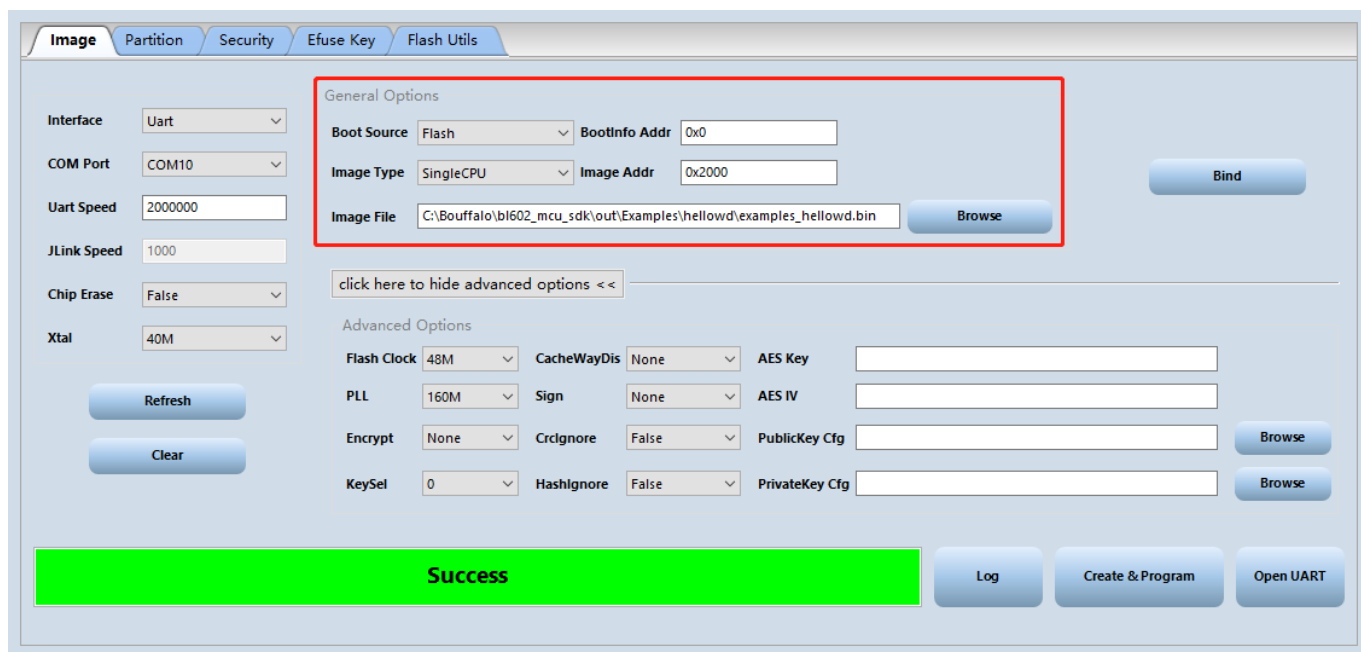 Image Partition Security Efuse Key Flash Utils
General Options
Interface Uart Boot Source Flash BootInfo Addr 0x0
COM Port COM10 Image Type SingleCPU Image Addr 0x2000 Bind
Uart Speed 2000000 Image File C:\Bouffalo\bl602_mcu_sdk\out\Examples\hellowd\examples_hellowd.bin Browse
JLink Speed 1000
click here to hide advanced options <<
Chip Erase False
Advanced Options
Xtal 40M
Flash Clock 48M CacheWayDis None AES Key
Refresh PLL 160M Sign None AES IV
Encrypt None CrcIgnore False PublicKey Cfg Browse
Clear
KeySel 0 HashIgnore False PrivateKey Cfg Browse
Success Log Create & Program Open UART